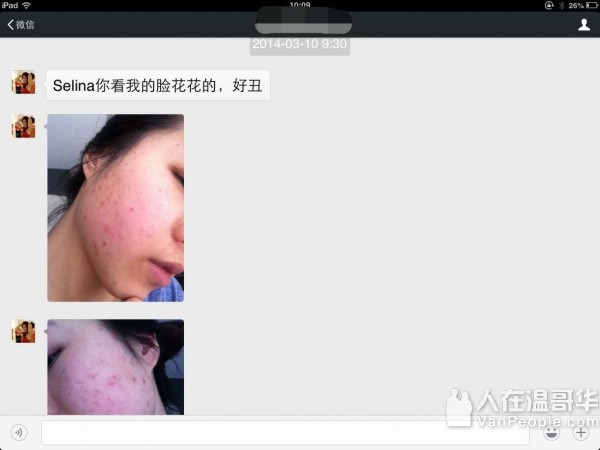 iPad
10:09
26%
微信
2014-03-10 9:30
Selina你看我的脸花花的，好丑
人在温哥华
VanPeople.com